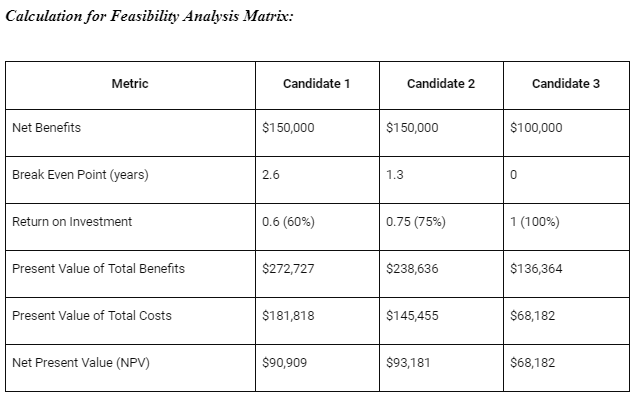 Calculation for Feasibility Analysis Matrix:
Metric Candidate 1 Candidate 2 Candidate 3
Net Benefits $150,000 $150,000 $100,000
Break Even Point (years) 2.6 1.3 0
Return on Investment 0.6 (60%) 0.75 (75%) 1 (100%)
Present Value of Total Benefits $272,727 $238,636 $136,364
Present Value of Total Costs $181,818 $145,455 $68,182
Net Present Value (NPV) $90,909 $93,181 $68,182